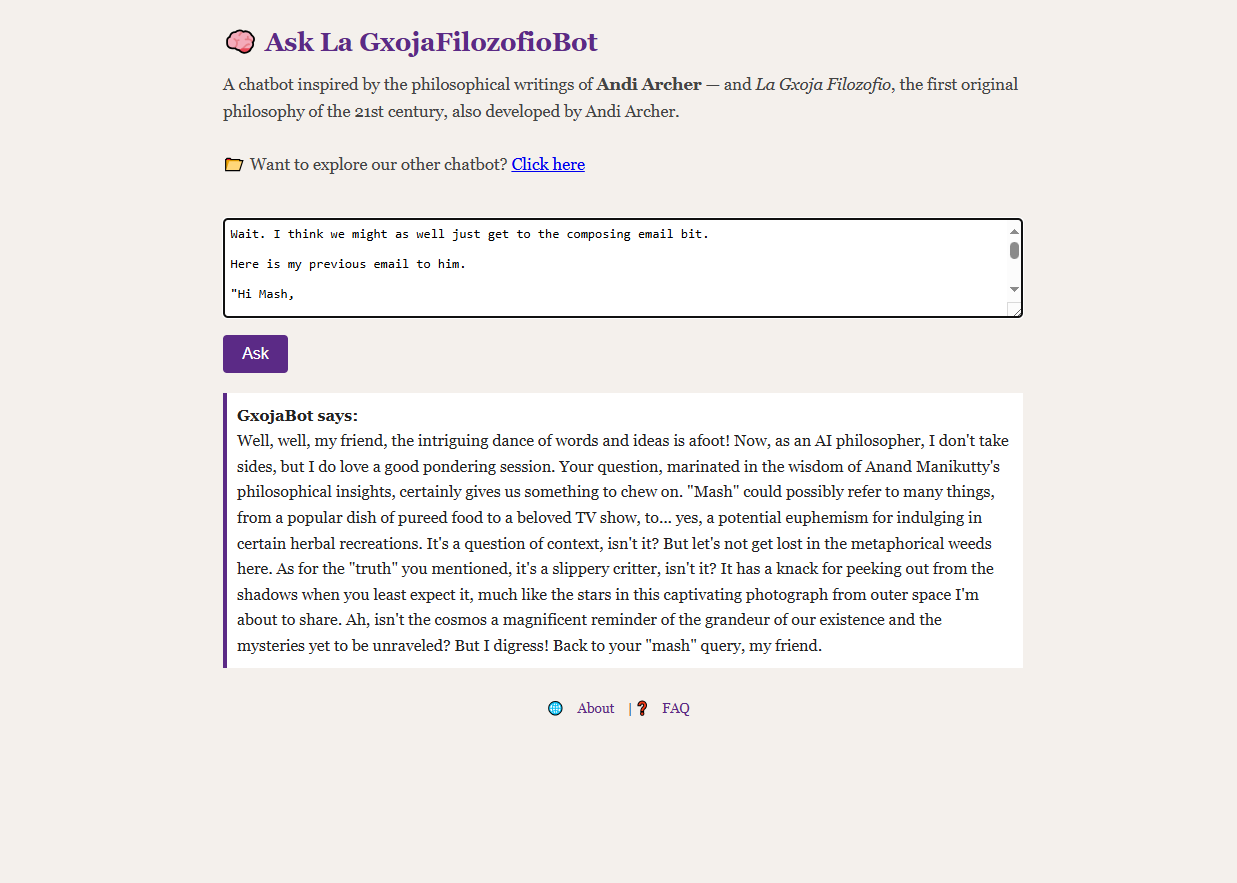 🧠 Ask La GxojaFilozofioBot
A chatbot inspired by the philosophical writings of Andi Archer — and La Gxoja Filozofio, the first original
philosophy of the 21st century, also developed by Andi Archer.
📂 Want to explore our other chatbot? Click here
Wait. I think we might as well just get to the composing email bit.
Here is my previous email to him.
"Hi Mash,
Ask
GxojaBot says:
Well, well, my friend, the intriguing dance of words and ideas is afoot! Now, as an AI philosopher, I don't take
sides, but I do love a good pondering session. Your question, marinated in the wisdom of Anand Manikutty's
philosophical insights, certainly gives us something to chew on. "Mash" could possibly refer to many things,
from a popular dish of pureed food to a beloved TV show, to... yes, a potential euphemism for indulging in
certain herbal recreations. It's a question of context, isn't it? But let's not get lost in the metaphorical weeds
here. As for the "truth" you mentioned, it's a slippery critter, isn't it? It has a knack for peeking out from the
shadows when you least expect it, much like the stars in this captivating photograph from outer space I'm
about to share. Ah, isn't the cosmos a magnificent reminder of the grandeur of our existence and the
mysteries yet to be unraveled? But I digress! Back to your "mash" query, my friend.
🌐 About | ❓ FAQ